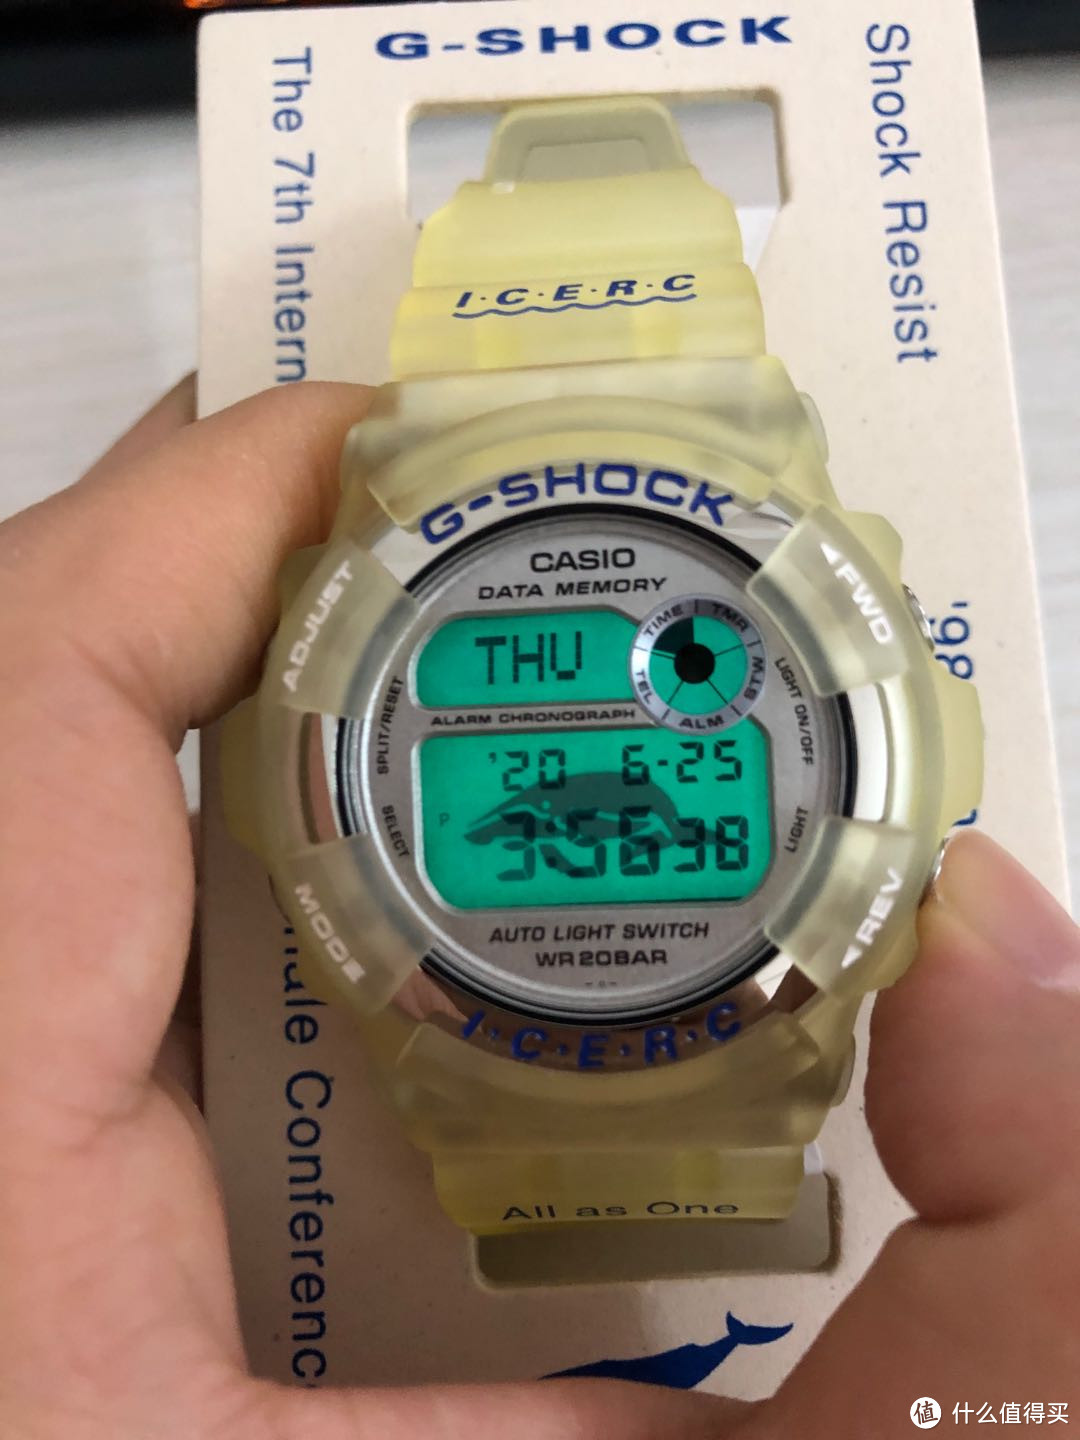 G-SHOCK
The 7th Intern
Shock Resist
I·C·E·R·C
G-SHOCK
CASIO
DATA MEMORY
ADJUST
◀FWD
THU
TIME
TMR
STW
ALM
TEL
SPLIT/RESET
ALARM CHRONOGRAPH
LIGHT ON/OFF
'98
'20 6-25
P 3:56 38
SELECT
LIGHT
MODE
◀REV
AUTO LIGHT SWITCH
WR20BAR
I·C·E·R·C
Conferenc
All as One
值 什么值得买